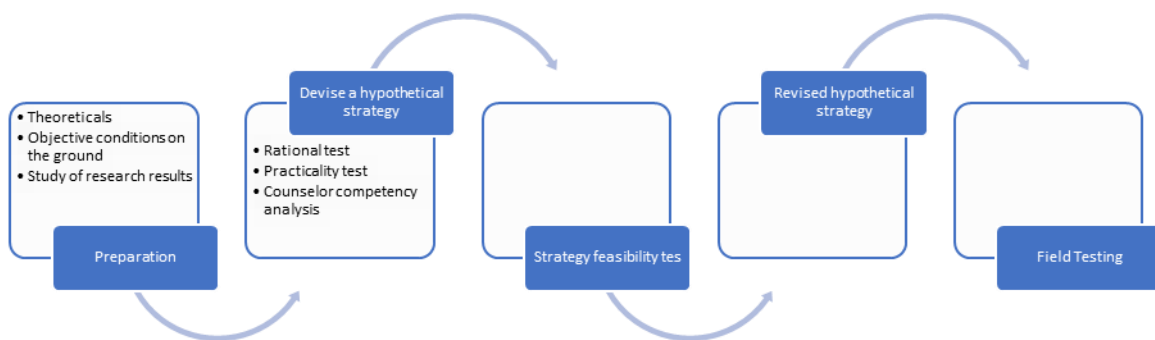 • Theoreticals
• Objective conditions on
the ground
• Study of research results
Preparation
Devise a hypothetical
strategy
• Rational test
• Practicality test
• Counselor competency
analysis
Strategy feasibility tes
Revised hypothetical
strategy
Field Testing